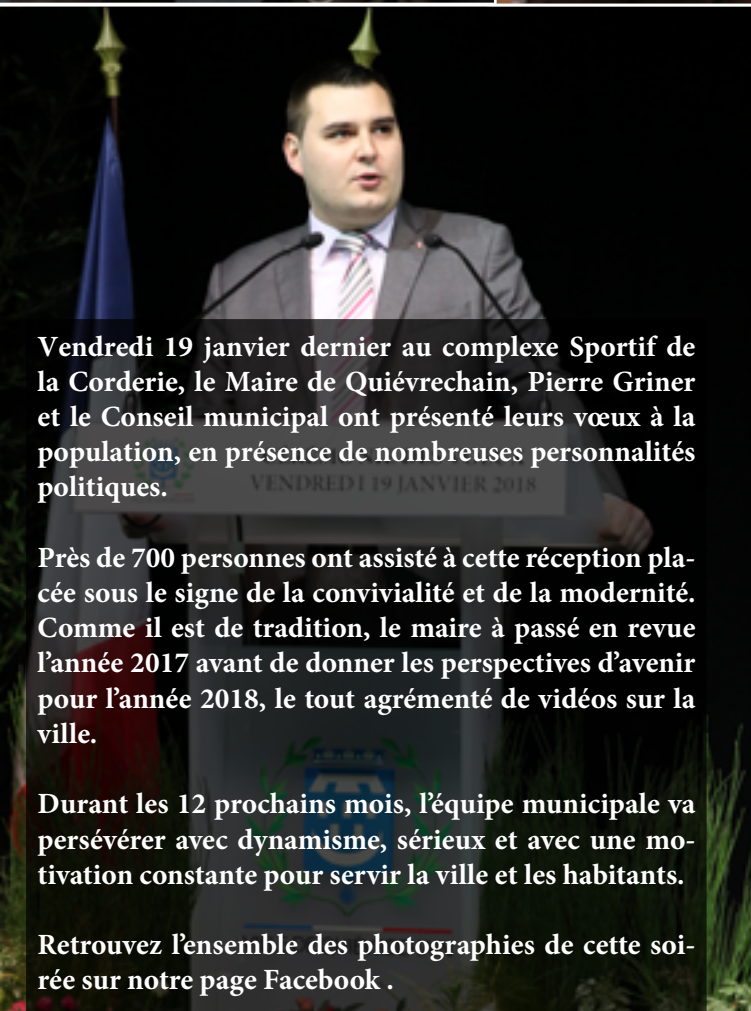 Vendredi 19 janvier dernier au complexe Sportif de
la Corderie, le Maire de Quiévrechain, Pierre Griner
et le Conseil municipal ont présenté leurs vœux à la
population, en présence de nombreuses personnalités
politiques.
VENDREDI 19 JANVIER 2018
Près de 700 personnes ont assisté à cette réception pla-
cée sous le signe de la convivialité et de la modernité.
Comme il est de tradition, le maire à passé en revue
l’année 2017 avant de donner les perspectives d’avenir
pour l’année 2018, le tout agrémenté de vidéos sur la
ville.
Durant les 12 prochains mois, l’équipe municipale va
persévérer avec dynamisme, sérieux et avec une mo-
tivation constante pour servir la ville et les habitants.
Retrouvez l’ensemble des photographies de cette soi-
rée sur notre page Facebook .